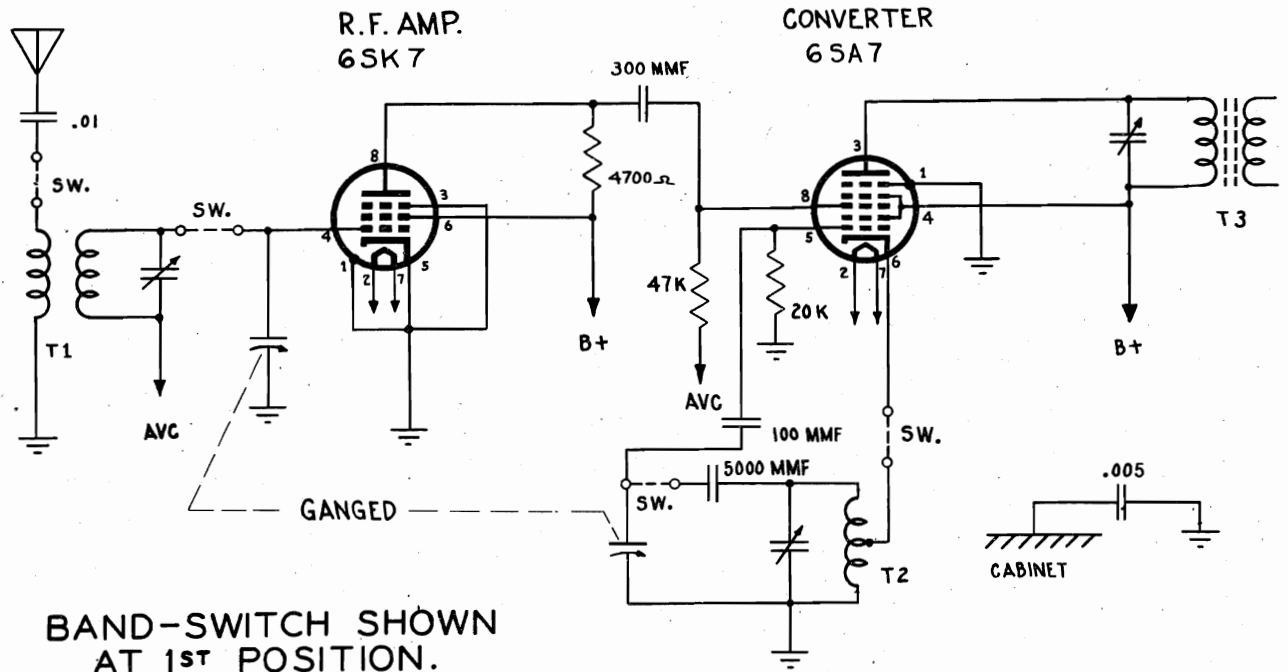 R.F. AMP.
6SK7
CONVERTER
6SA7
300 MMF
.01
SW.
SW.
8
3
6
4
1
2
7
5
4700Ω
3
1
8
4
5
2
7
6
T3
T1
47K
20K
B+
B+
AVC
AVC
100 MMF
SW.
5000 MMF
SW.
.005
GANGED
T2
CABINET
BAND-SWITCH SHOWN
AT 1ST POSITION.